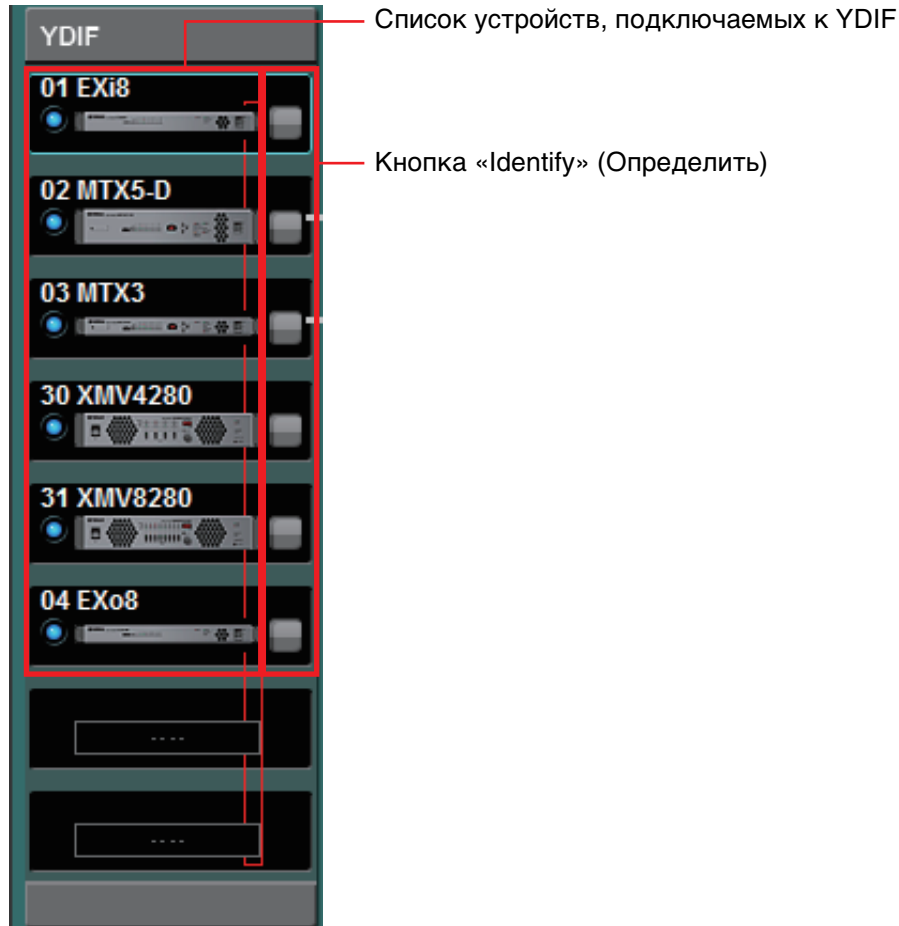 YDIF
Список устройств, подключаемых к YDIF
01 EXi8
Кнопка «Identify» (Определить)
02 MTX5-D
03 MTX3
30 XMV4280
31 XMV8280
04 EXo8
----
----